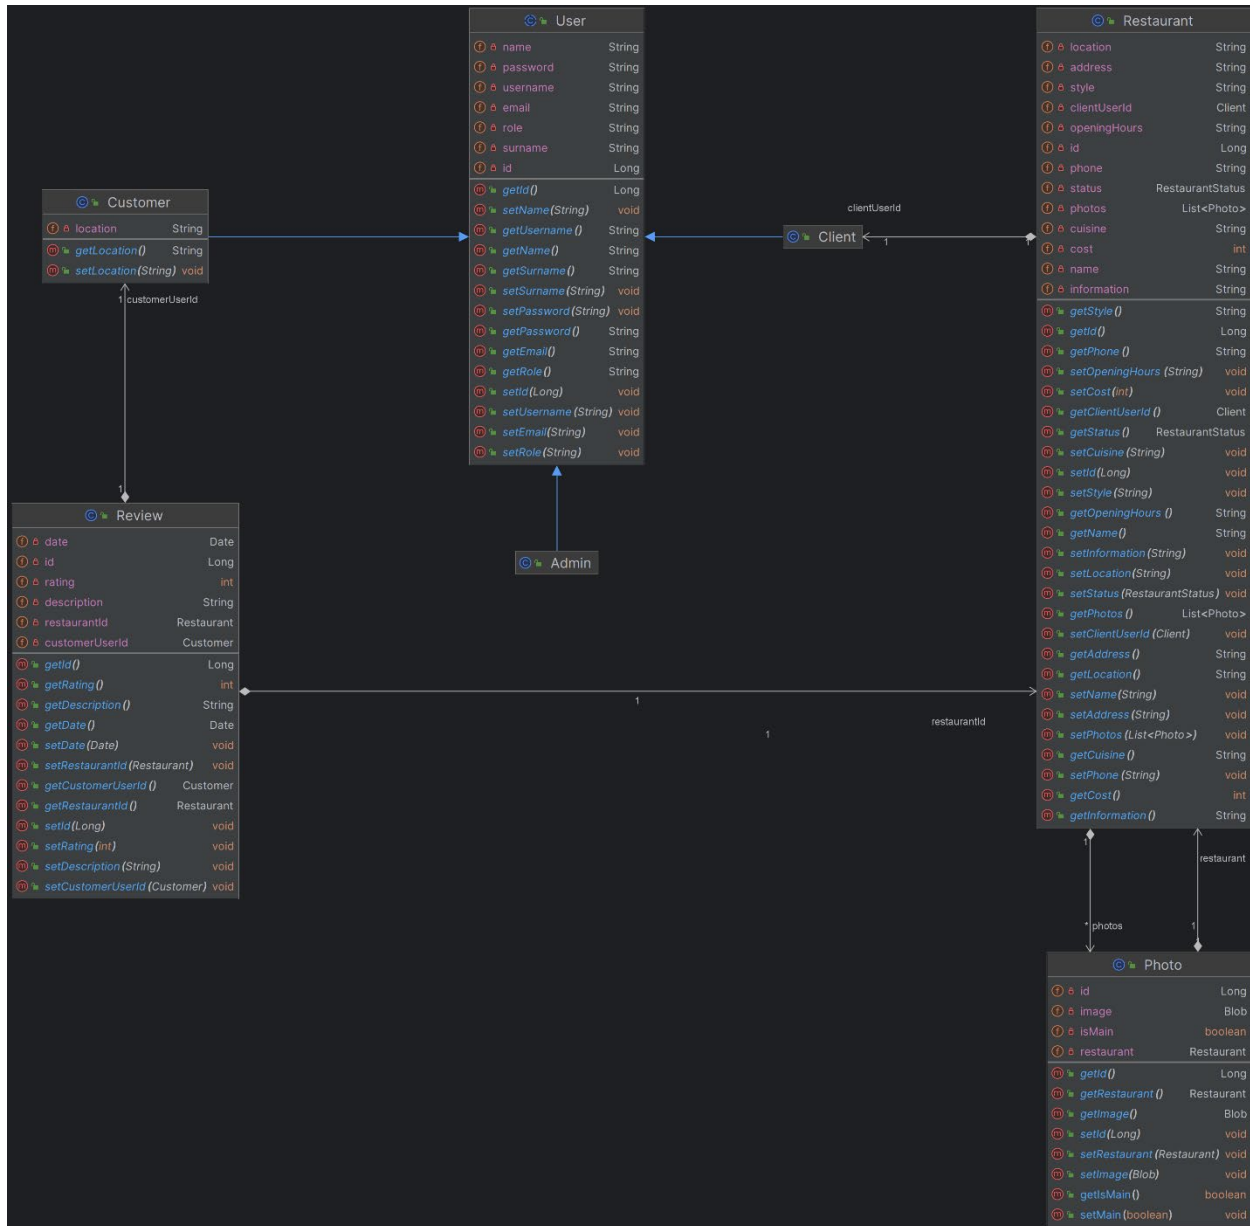 User
name String
password String
username String
email String
role String
surname String
id Long
getId() Long
setName(String) void
getUsername() String
getName() String
getSurname() String
setSurname(String) void
setPassword(String) void
getPassword() String
getEmail() String
getRole() String
setId(Long) void
setUsername(String) void
setEmail(String) void
setRole(String) void
Restaurant
location String
address String
style String
clientUserId Client
openingHours String
id Long
phone String
status RestaurantStatus
photos List<Photo>
cuisine String
cost int
name String
information String
getStyle() String
getId() Long
getPhone() String
setOpeningHours(String) void
setCost(int) void
getClientUserId() Client
getStatus() RestaurantStatus
setCuisine(String) void
setId(Long) void
setStyle(String) void
getOpeningHours() String
getName() String
setInformation(String) void
setLocation(String) void
setStatus(RestaurantStatus) void
getPhotos() List<Photo>
setClientUserId(Client) void
getAddress() String
getLocation() String
setName(String) void
setAddress(String) void
setPhotos(List<Photo>) void
getCuisine() String
setPhone(String) void
getCost() int
getInformation() String
Customer
location String
getLocation() String
setLocation(String) void
1 customerUserId
1
clientUserId
Client
1
1
Admin
Review
date Date
id Long
rating int
description String
restaurantId Restaurant
customerUserId Customer
getId() Long
getRating() int
getDescription() String
getDate() Date
setDate(Date) void
setRestaurantId(Restaurant) void
getCustomerUserId() Customer
getRestaurantId() Restaurant
setId(Long) void
setRating(int) void
setDescription(String) void
setCustomerUserId(Customer) void
1
restaurantId
1
1
restaurant
* photos
1
Photo
id Long
image Blob
isMain boolean
restaurant Restaurant
getId() Long
getRestaurant() Restaurant
getImage() Blob
setId(Long) void
setRestaurant(Restaurant) void
setImage(Blob) void
getIsMain() boolean
setMain(boolean) void